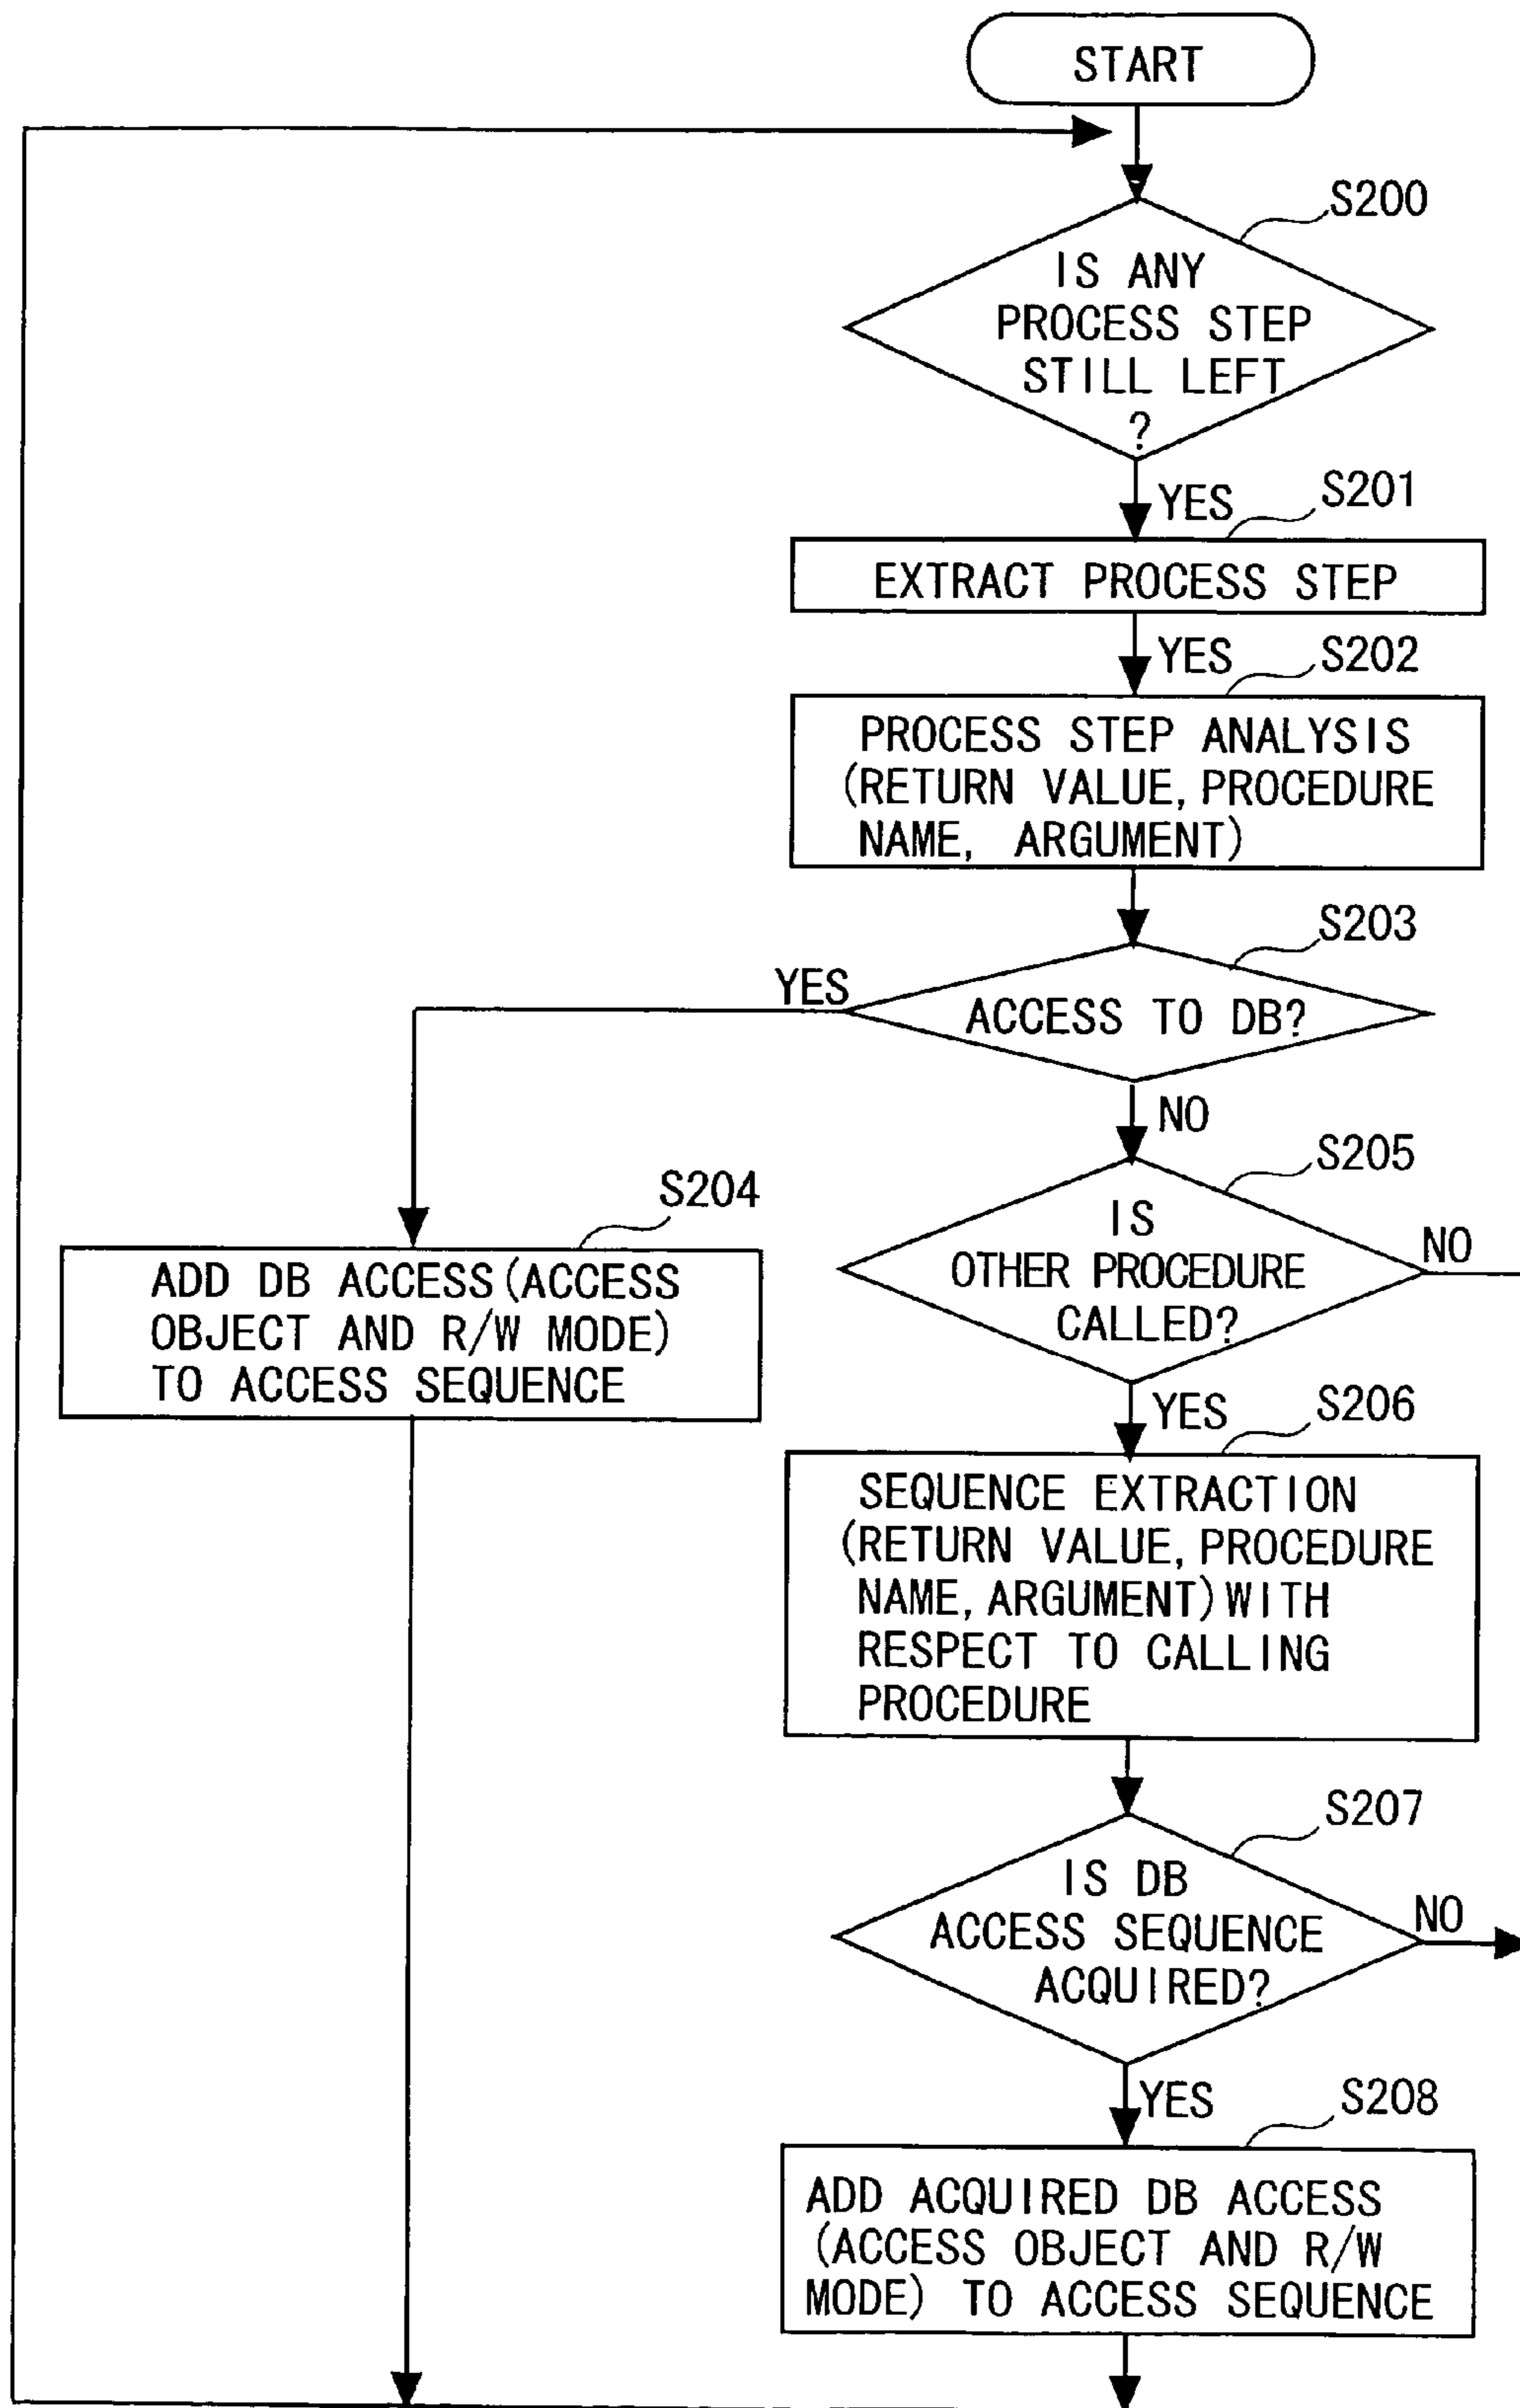 START
S200
IS ANY
PROCESS STEP
STILL LEFT
?
YES
S201
EXTRACT PROCESS STEP
YES
S202
PROCESS STEP ANALYSIS
(RETURN VALUE, PROCEDURE
NAME, ARGUMENT)
S203
YES
ACCESS TO DB?
NO
S205
IS
OTHER PROCEDURE
CALLED?
NO
S204
ADD DB ACCESS(ACCESS
OBJECT AND R/W MODE)
TO ACCESS SEQUENCE
YES
S206
SEQUENCE EXTRACTION
(RETURN VALUE, PROCEDURE
NAME, ARGUMENT)WITH
RESPECT TO CALLING
PROCEDURE
S207
IS DB
ACCESS SEQUENCE
ACQUIRED?
NO
YES
S208
ADD ACQUIRED DB ACCESS
(ACCESS OBJECT AND R/W
MODE) TO ACCESS SEQUENCE